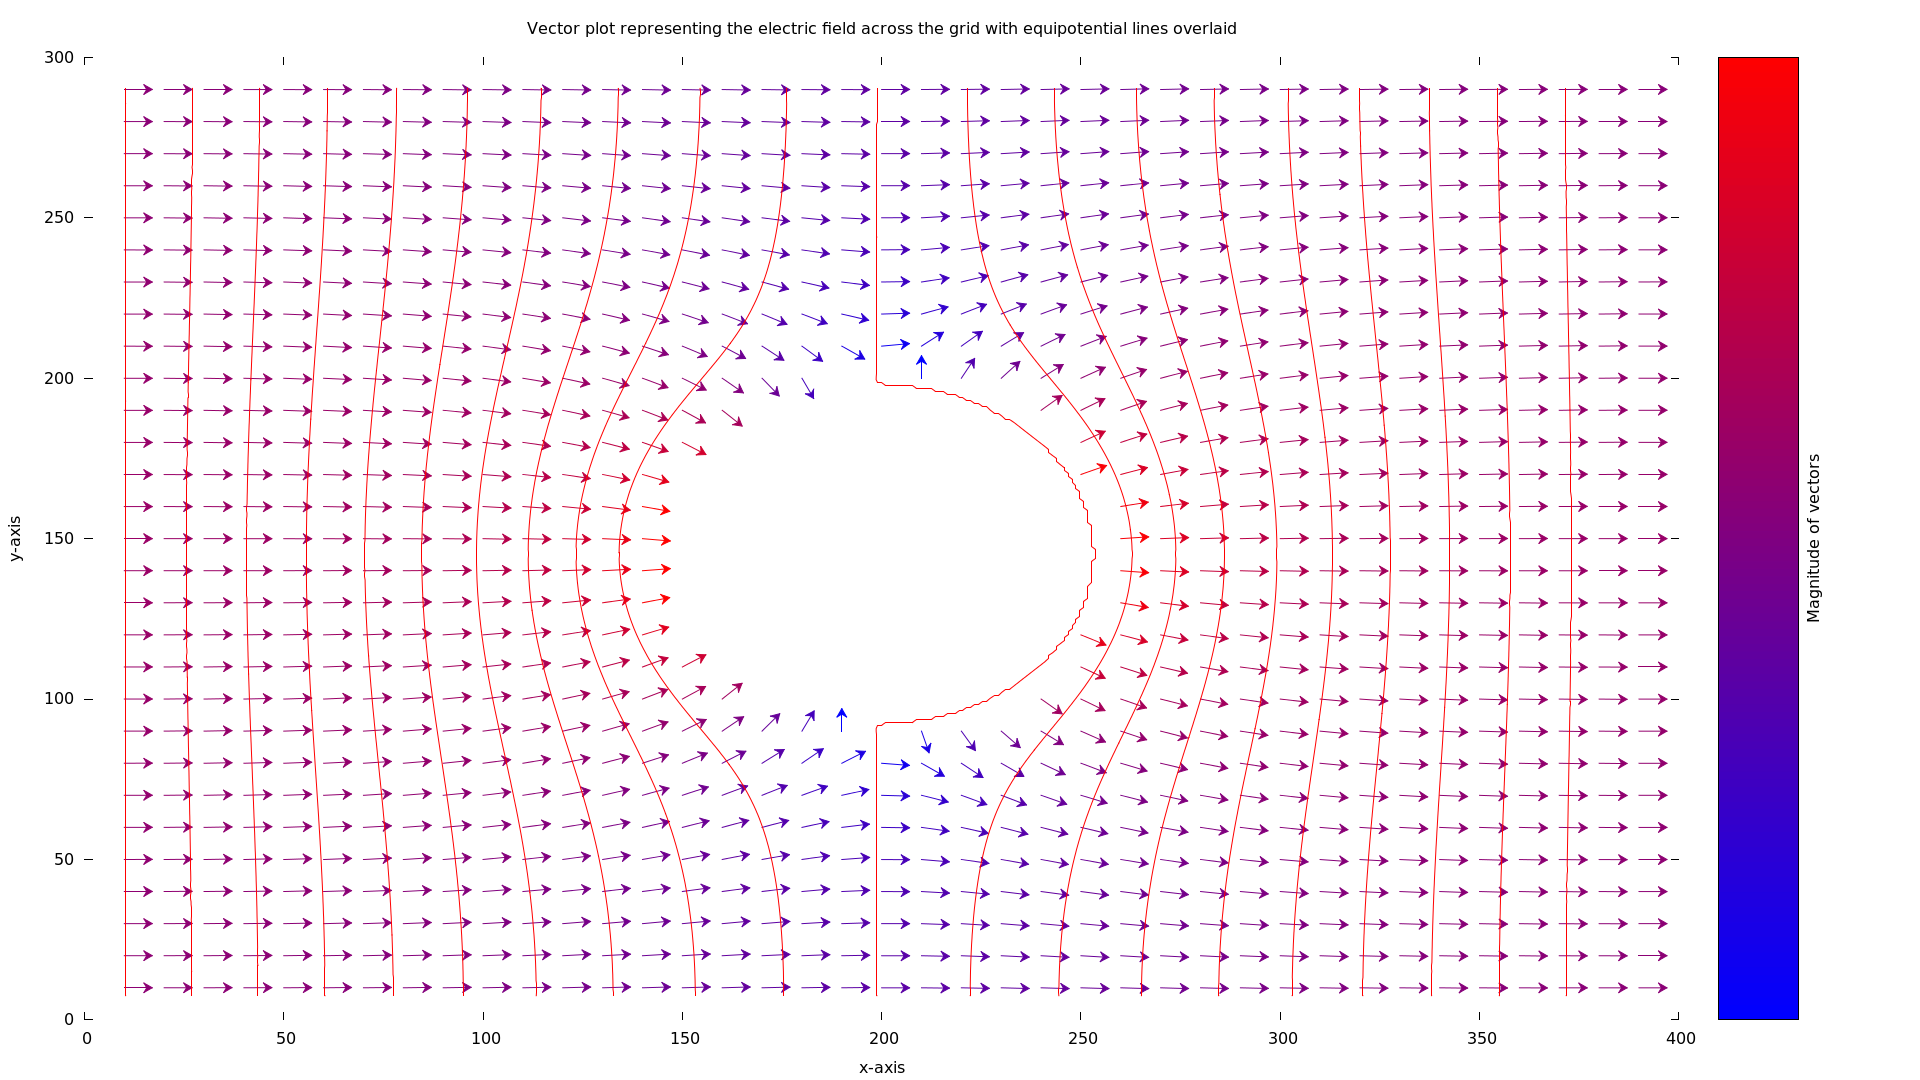 Vector plot representing the electric field across the grid with equipotential lines overlaid
300
250
200
150
100
50
0
y-axis
0 50 100 150 200 250 300 350 400
x-axis
Magnitude of vectors